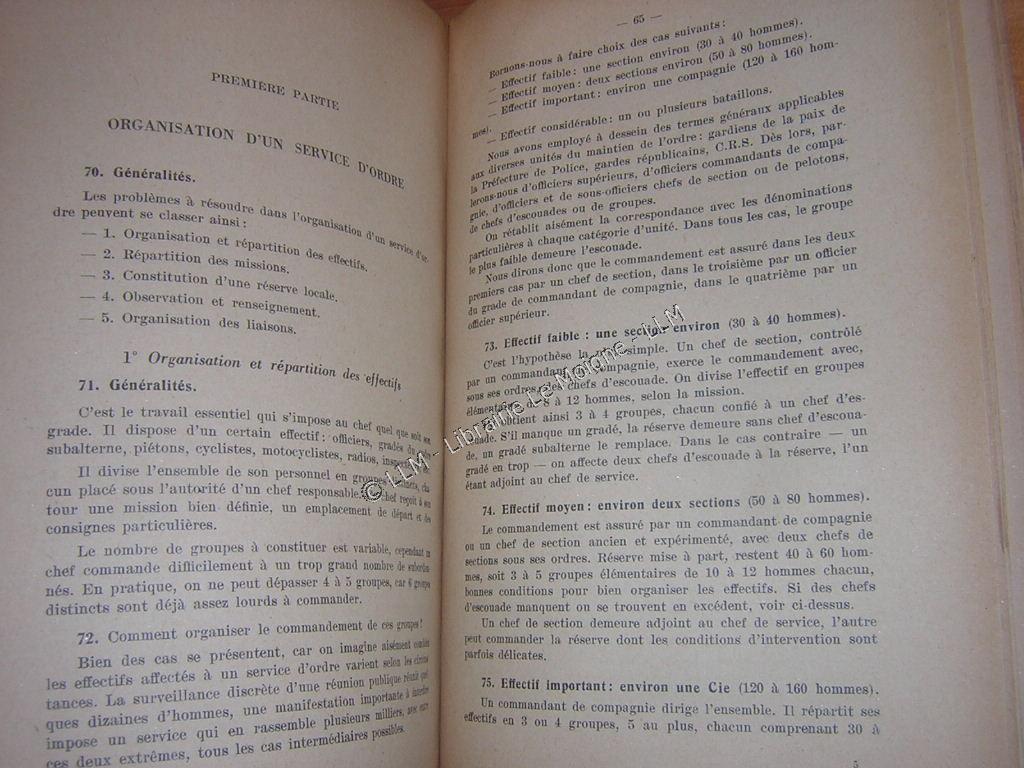 PREMIÈRE PARTIE
ORGANISATION D'UN SERVICE D'ORDRE
70. Généralités.
Les problèmes à résoudre dans l'organisation d'un service d'or-
dre peuvent se classer ainsi :
— 1. Organisation et répartition des effectifs.
— 2. Répartition des missions.
— 3. Constitution d'une réserve locale.
— 4. Observation et renseignement.
— 5. Organisation des liaisons.
1° Organisation et répartition des effectifs
71. Généralités.
C'est le travail essentiel qui s'impose au chef quel que soit son
grade. Il dispose d'un certain effectif : officiers, gradés
subalterne, piétons, cyclistes, motocyclistes, radios,
Il divise l'ensemble de son personnel en groupes cha-
cun placé sous l'autorité d'un chef responsable. chef reçoit à son
tour une mission bien définie, un emplacement de départ et des
consignes particulières.
Le nombre de groupes à constituer est variable, cependant un
chef commande difficilement à un trop grand nombre de subordon-
nés. En pratique, on ne peut dépasser 4 à 5 groupes, car 6 groupes
distincts sont déjà assez lourds à commander.
72. Comment organiser le commandement de ces groupes ?
Bien des cas se présentent, car on imagine aisément combien
les effectifs affectés à un service d'ordre varient selon les circons-
tances. La surveillance discrète d'une réunion publique réunit quel-
ques dizaines d'hommes, une manifestation importante à interdire
impose un service qui en rassemble plusieurs milliers, avec entre
ces deux extrêmes, tous les cas intermédiaires possibles.
— 65 —
Bornons-nous à faire choix des cas suivants :
— Effectif faible : une section environ (30 à 40 hommes).
— Effectif moyen : deux sections environ (50 à 80 hommes).
— Effectif important : environ une compagnie (120 à 160 hom-
mes).
— Effectif considérable : un ou plusieurs bataillons.
Nous avons employé à dessein des termes généraux applicables
aux diverses unités du maintien de l'ordre : gardiens de la paix de
la Préfecture de Police, gardes républicains, C.R.S. Dès lors, par-
lerons-nous d'officiers supérieurs, d'officiers commandants de compa-
gnie, d'officiers et de sous-officiers chefs de section ou de pelotons,
de chefs d'escouades ou de groupes.
On rétablit aisément la correspondance avec les dénominations
particulières à chaque catégorie d'unité. Dans tous les cas, le groupe
le plus faible demeure l'escouade.
Nous dirons donc que le commandement est assuré dans les deux
premiers cas par un chef de section, dans le troisième par un officier
du grade de commandant de compagnie, dans le quatrième par un
officier supérieur.
73. Effectif faible : une section environ (30 à 40 hommes).
C'est l'hypothèse la plus simple. Un chef de section, contrôlé
par un commandant de compagnie, exerce le commandement avec,
sous ses ordres, des chefs d'escouade. On divise l'effectif en groupes
élémentaires de 8 à 12 hommes, selon la mission.
On obtient ainsi 3 à 4 groupes, chacun confié à un chef d'es-
couade. S'il manque un gradé, la réserve demeure sans chef d'escoua-
de, un gradé subalterne le remplace. Dans le cas contraire — un
gradé en trop — on affecte deux chefs d'escouade à la réserve, l'un
étant adjoint au chef de service.
74. Effectif moyen : environ deux sections (50 à 80 hommes).
Le commandement est assuré par un commandant de compagnie
ou un chef de section ancien et expérimenté, avec deux chefs de
sections sous ses ordres. Réserve mise à part, restent 40 à 60 hom-
mes, soit 3 à 5 groupes élémentaires de 10 à 12 hommes chacun,
bonnes conditions pour bien organiser les effectifs. Si des chefs
d'escouade manquent ou se trouvent en excédent, voir ci-dessus.
Un chef de section demeure adjoint au chef de service, l'autre
peut commander la réserve dont les conditions d'intervention sont
parfois délicates.
75. Effectif important : environ une Cie (120 à 160 hommes).
Un commandant de compagnie dirige l'ensemble. Il répartit ses
effectifs en 3 ou 4 groupes, 5 au plus, chacun comprenant 30 à
5
© LLM - Librairie Le Moigne - LLM